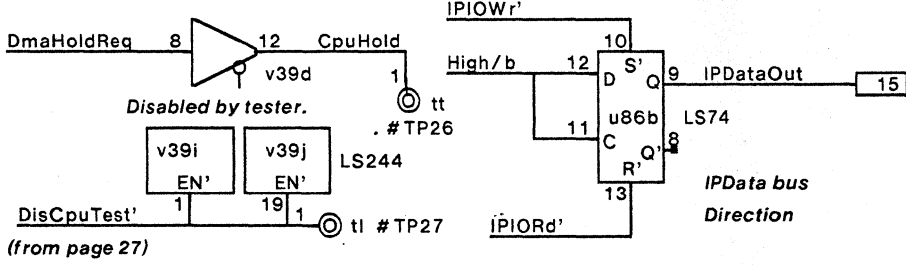 IPIOWr'
DmaHoldReq 8 12 CpuHold
v39d
1
tt
#TP26
Disabled by tester.
v39i v39j LS244
EN' EN'
1 19
DisCpuTest' 1 tl #TP27
(from page 27)
10
High/b 12 D S' Q 9 IPDataOut 15
u86b LS74
11 C Q' 8
R'
13
IPData bus
Direction
IPIORd'